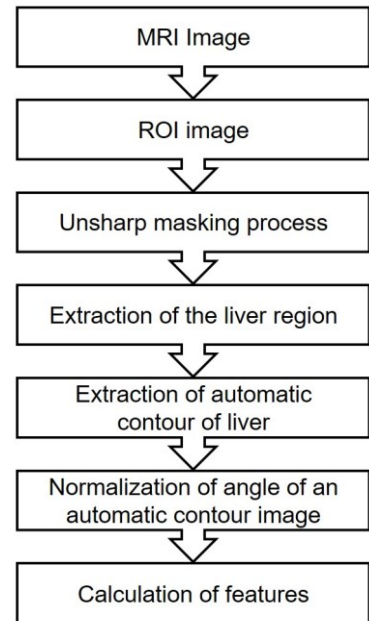 MRI Image
ROI image
Unsharp masking process
Extraction of the liver region
Extraction of automatic
contour of liver
Normalization of angle of an
automatic contour image
Calculation of features